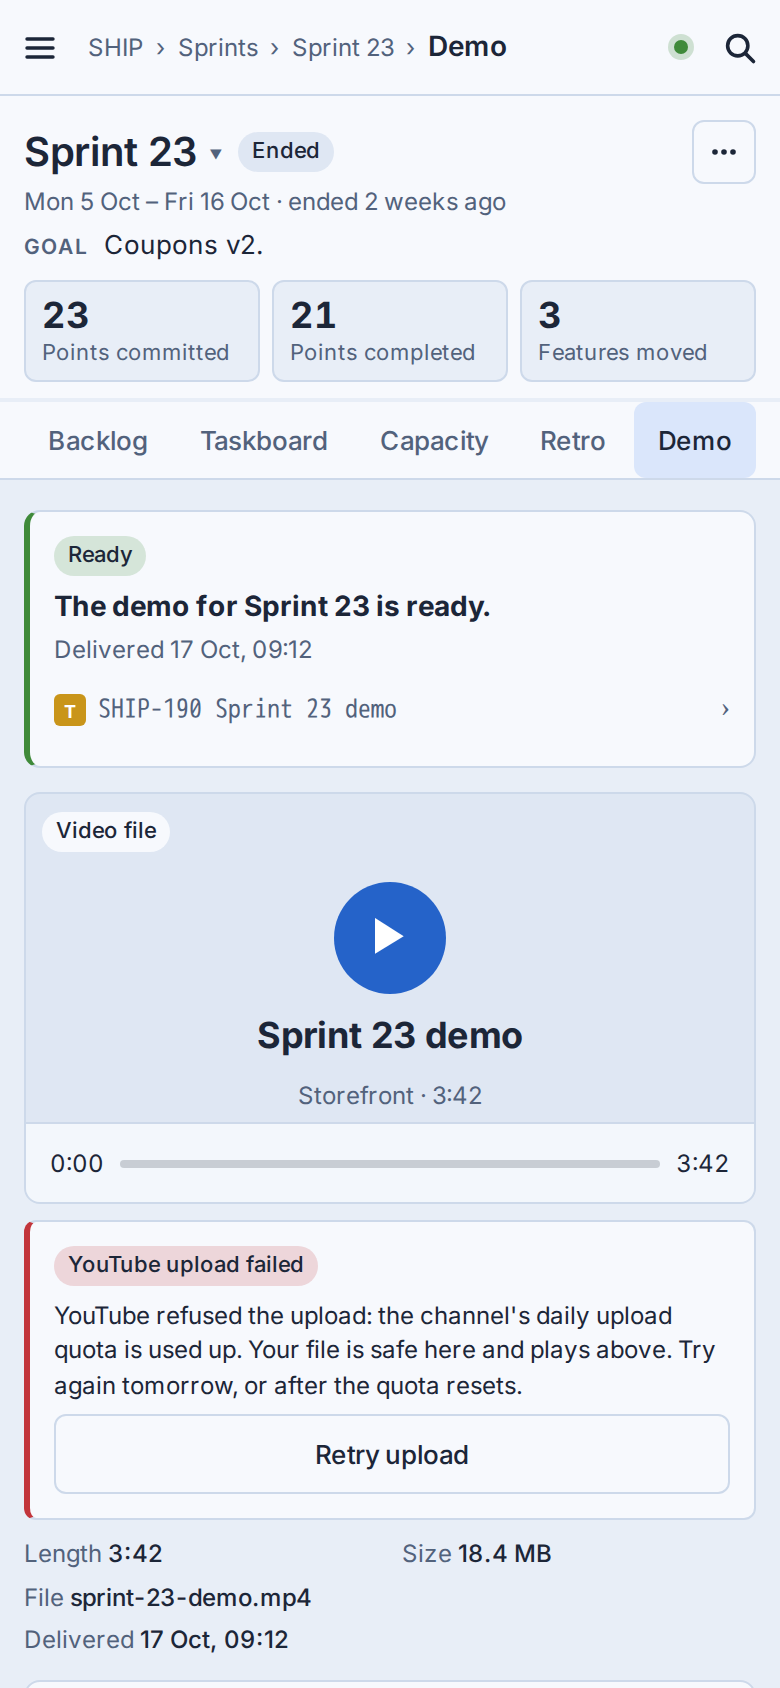 SHIP › Sprints › Sprint 23 › Demo
Sprint 23 ▾ Ended
Mon 5 Oct – Fri 16 Oct · ended 2 weeks ago
GOAL Coupons v2.
23 21 3
Points committed Points completed Features moved
Backlog Taskboard Capacity Retro Demo
Ready
The demo for Sprint 23 is ready.
Delivered 17 Oct, 09:12
T SHIP-190 Sprint 23 demo ›
Video file
Sprint 23 demo
Storefront · 3:42
0:00 3:42
YouTube upload failed
YouTube refused the upload: the channel's daily upload
quota is used up. Your file is safe here and plays above. Try
again tomorrow, or after the quota resets.
Retry upload
Length 3:42 Size 18.4 MB
File sprint-23-demo.mp4
Delivered 17 Oct, 09:12